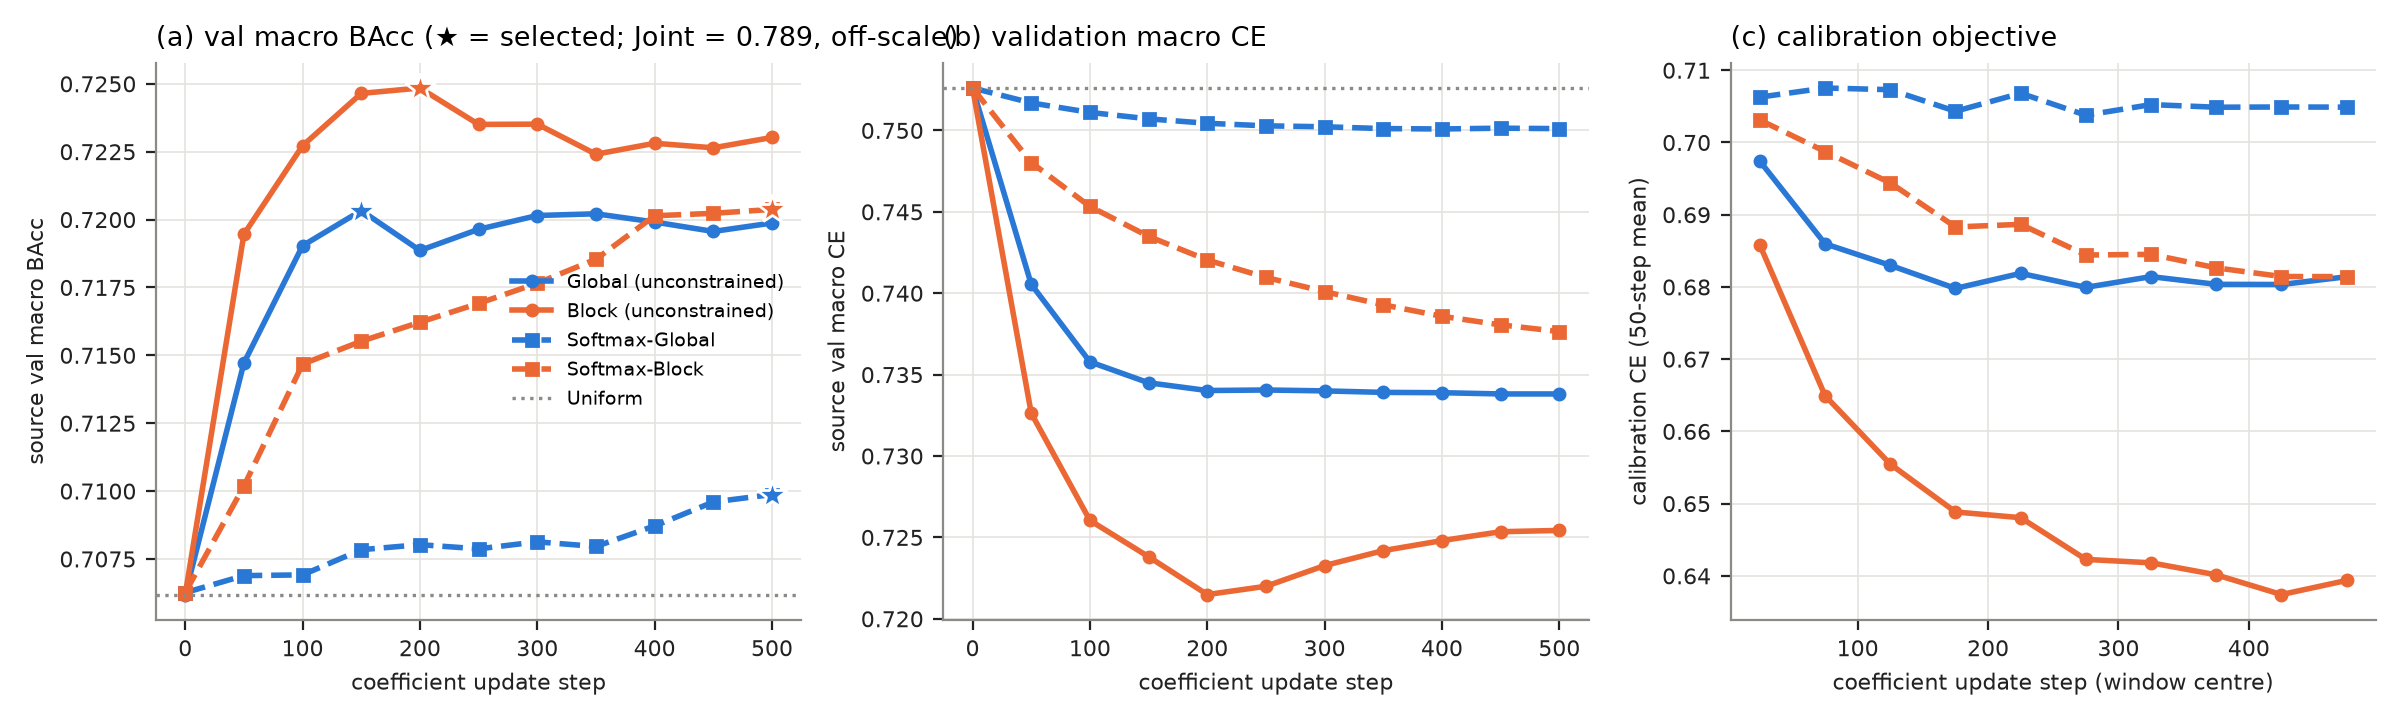 (a) val macro BAcc (★ = selected; Joint = 0.789, off-scale)
source val macro BAcc
0.7250
0.7225
0.7200
0.7175
0.7150
0.7125
0.7100
0.7075
Global (unconstrained)
Block (unconstrained)
Softmax-Global
Softmax-Block
Uniform
0 100 200 300 400 500
coefficient update step
(b) validation macro CE
source val macro CE
0.750
0.745
0.740
0.735
0.730
0.725
0.720
0 100 200 300 400 500
coefficient update step
(c) calibration objective
calibration CE (50-step mean)
0.71
0.70
0.69
0.68
0.67
0.66
0.65
0.64
100 200 300 400
coefficient update step (window centre)